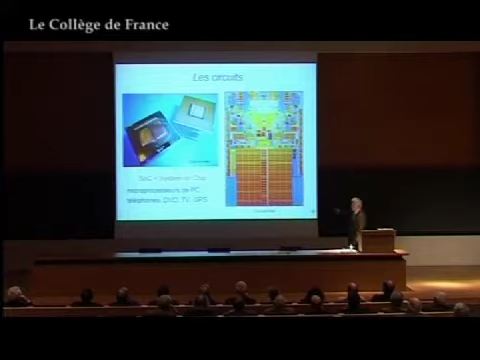 Le Collège de France
Les circuits
SoC = System on Chip
microprocesseurs de PC
téléphones, DVD, TV, GPS